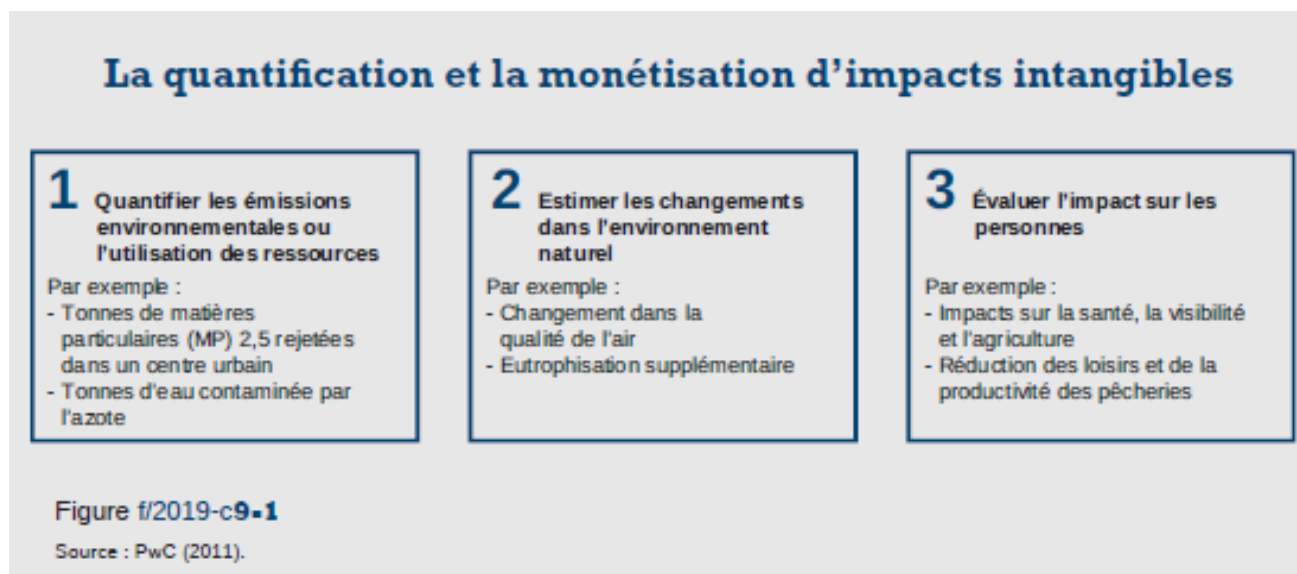 La quantification et la monétisation d'impacts intangibles
1 Quantifier les émissions
environnementales ou
l'utilisation des ressources
Par exemple :
- Tonnes de matières
particulaires (MP) 2,5 rejetées
dans un centre urbain
- Tonnes d'eau contaminée par
l'azote
2 Estimer les changements
dans l'environnement
naturel
Par exemple :
- Changement dans la
qualité de l'air
- Eutrophisation supplémentaire
3 Évaluer l'impact sur les
personnes
Par exemple :
- Impacts sur la santé, la visibilité
et l'agriculture
- Réduction des loisirs et de la
productivité des pêcheries
Figure f/2019-c9-1
Source : PwC (2011).